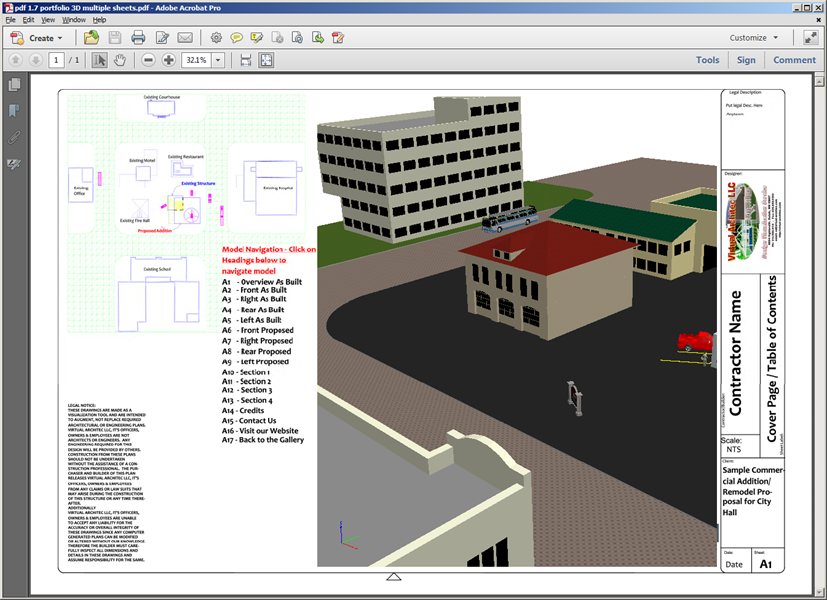 pdf 1.7 portfolio 3D multiple sheets.pdf - Adobe Acrobat Pro
File Edit View Window Help
Create
Customize
1 / 1
32.1%
Tools Sign Comment
Existing Courthouse
Existing Motel
Existing Restaurant
Existing Office
Existing Structure
Existing Hospital
Existing Fire Hall
Proposed Addition
Existing School
Model Navigation - Click on
Headings below to
navigate model
A1 - Overview As Built
A2 - Front As Built
A3 - Right As Built
A4 - Rear As Built
A5 - Left As Built
A6 - Front Proposed
A7 - Right Proposed
A8 - Rear Proposed
A9 - Left Proposed
A10 - Section 1
A11 - Section 2
A12 - Section 3
A13 - Section 4
A14 - Credits
A15 - Contact Us
A16 - Visit our Website
A17 - Back to the Gallery
LEGAL NOTICE:
THESE DRAWINGS ARE MADE AS A
VISUALIZATION TOOL AND ARE INTENDED
TO AUGMENT, NOT REPLACE REQUIRED
ARCHITECTURAL OR ENGINEERING PLANS.
VIRTUAL ARCHITEC LLC, IT'S OFFICERS,
OWNERS & EMPLOYEES ARE NOT
ARCHITECTS OR ENGINEERS. ANY
ENGINEERING REQUIRED FOR THIS
DESIGN WILL BE PROVIDED BY OTHERS.
CONSTRUCTION FROM THESE PLANS
SHOULD NOT BE UNDERTAKEN
WITHOUT THE ASSISTANCE OF A CON-
STRUCTION PROFESSIONAL. THE PUR-
CHASER AND BUILDER OF THIS PLAN
RELEASES VIRTUAL ARCHITEC LLC, IT'S
OFFICERS, OWNERS & EMPLOYEES
FROM ANY CLAIMS OR LAW SUITS THAT
MAY ARISE DURING THE CONSTRUCTION
OF THIS STRUCTURE OR ANY TIME THERE-
AFTER.
ADDITIONALLY
VIRTUAL ARCHITEC LLC, IT'S OFFICERS,
OWNERS & EMPLOYEES ARE UNABLE
TO ACCEPT ANY LIABILITY FOR THE
ACCURACY OR OVERALL INTEGRITY OF
THESE DRAWINGS SINCE ANY COMPUTER
GENERATED PLANS CAN BE MODIFIED
OR ALTERED WITHOUT OUR KNOWLEDGE.
THEREFORE THE BUILDER MUST CARE-
FULLY INSPECT ALL DIMENSIONS AND
DETAILS IN THESE DRAWINGS AND
ASSUME RESPONSIBILITY FOR THE SAME.
Legal Description
Put legal Desc. Here
Designer:
Virtual Architec LLC
Contractor Name
Cover Page / Table of Contents
Scale:
NTS
Client:
Sample Commer-
cial Addition/
Remodel Pro-
posal for City
Hall
Date:
Date
Sheet:
A1